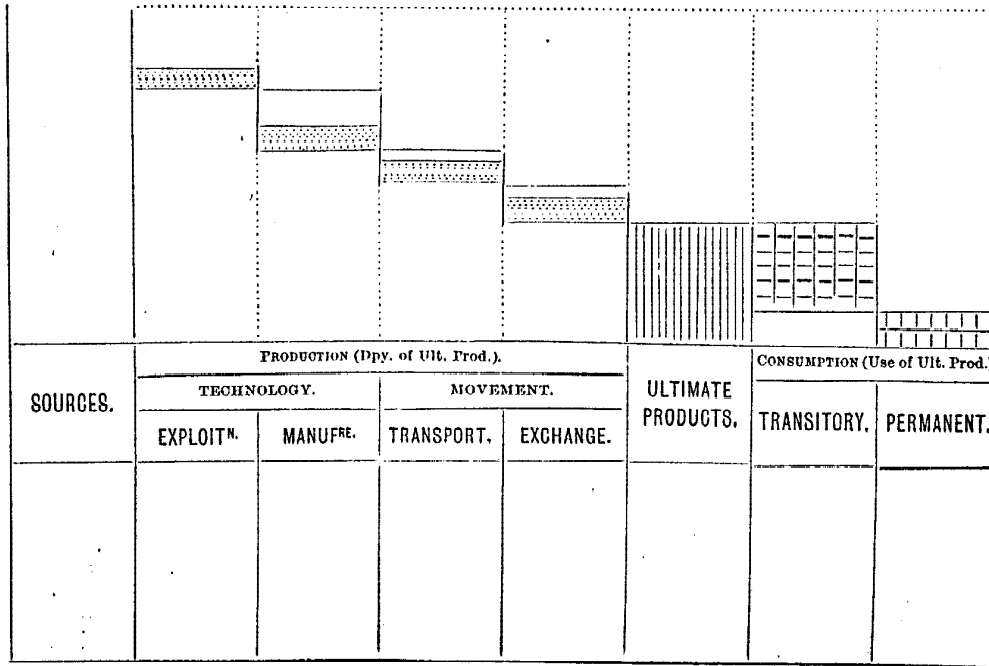 PRODUCTION (Dpy. of Ult. Prod.).
CONSUMPTION (Use of Ult. Prod.)
TECHNOLOGY.
MOVEMENT.
SOURCES.
ULTIMATE
PRODUCTS.
EXPLOITN.
MANUFRE.
TRANSPORT.
EXCHANGE.
TRANSITORY.
PERMANENT.